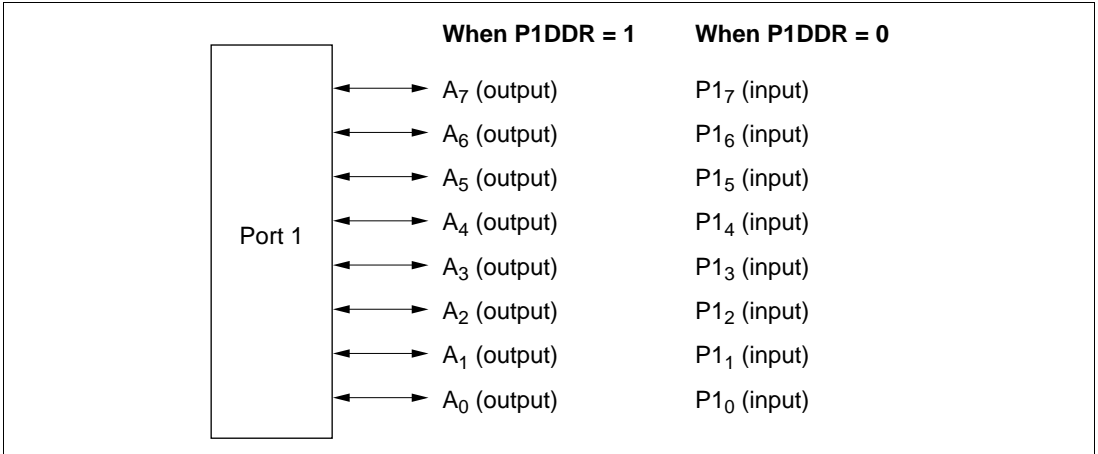 When P1DDR = 1 When P1DDR = 0
A7 (output) P17 (input)
A6 (output) P16 (input)
A5 (output) P15 (input)
A4 (output) P14 (input)
Port 1
A3 (output) P13 (input)
A2 (output) P12 (input)
A1 (output) P11 (input)
A0 (output) P10 (input)